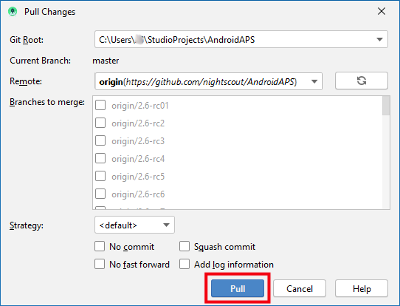 Pull Changes
Git Root: C:\Users\ \StudioProjects\AndroidAPS
Current Branch: master
Remote: origin(https://github.com/nightscout/AndroidAPS)
Branches to merge: origin/2.6-rc01
origin/2.6-rc2
origin/2.6-rc3
origin/2.6-rc4
origin/2.6-rc5
origin/2.6-rc6
Strategy: <default>
No commit Squash commit
No fast forward Add log information
Pull Cancel Help